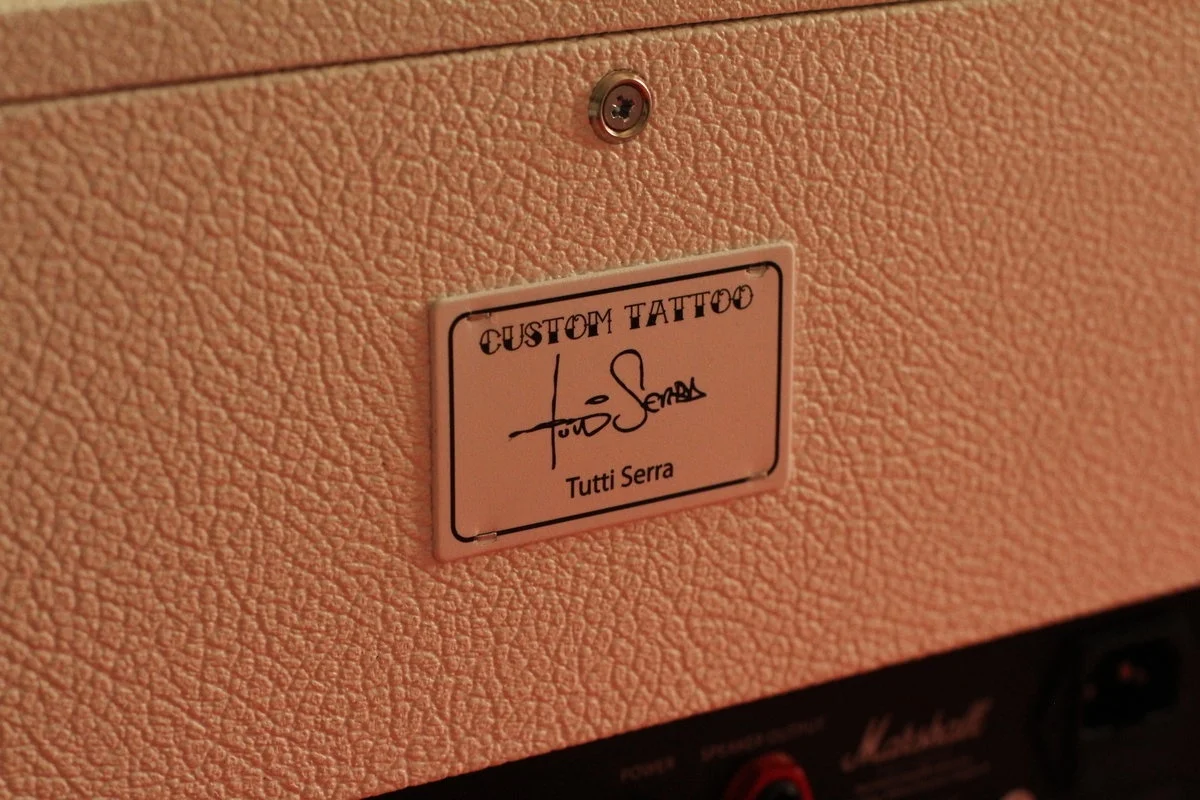 CUSTOM TATTOO
Tutti Serra
Tutti Serra
POWER SPEAKER OUTPUT
Marshall